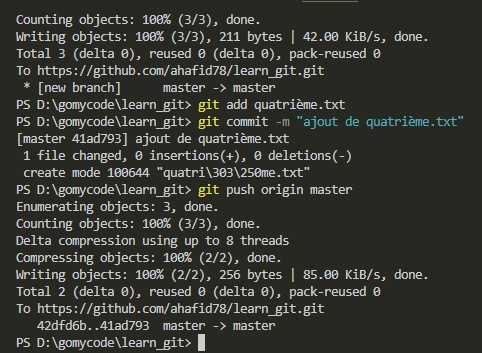 Counting objects: 100% (3/3), done.
Writing objects: 100% (3/3), 211 bytes | 42.00 KiB/s, done.
Total 3 (delta 0), reused 0 (delta 0), pack-reused 0
To https://github.com/ahafid78/learn_git.git
 * [new branch]      master -> master
PS D:\gomycode\learn_git> git add quatrième.txt
PS D:\gomycode\learn_git> git commit -m "ajout de quatrième.txt"
[master 41ad793] ajout de quatrième.txt
 1 file changed, 0 insertions(+), 0 deletions(-)
 create mode 100644 "quatri\303\250me.txt"
PS D:\gomycode\learn_git> git push origin master
Enumerating objects: 3, done.
Counting objects: 100% (3/3), done.
Delta compression using up to 8 threads
Compressing objects: 100% (2/2), done.
Writing objects: 100% (2/2), 256 bytes | 85.00 KiB/s, done.
Total 2 (delta 0), reused 0 (delta 0), pack-reused 0
To https://github.com/ahafid78/learn_git.git
   42dfd6b..41ad793  master -> master
PS D:\gomycode\learn_git>